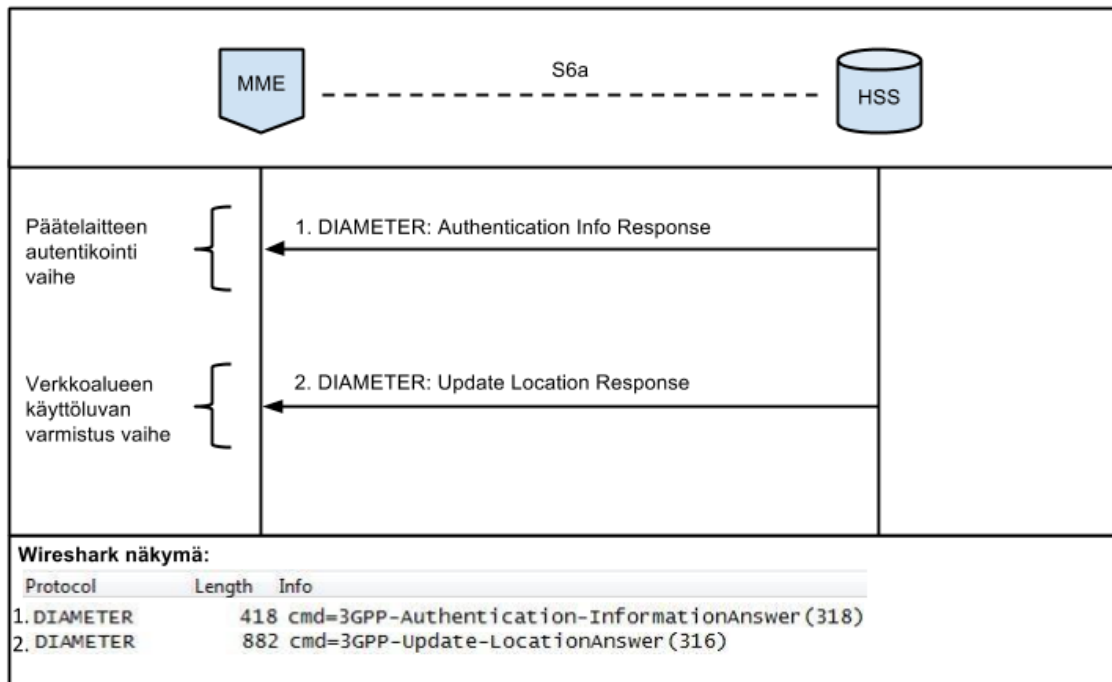 MME
S6a
HSS
Päätelaitteen
autentikointi
vaihe
1. DIAMETER: Authentication Info Response
Verkkoalueen
käyttöluvan
varmistus vaihe
2. DIAMETER: Update Location Response
Wireshark näkymä:
Protocol Length Info
1. DIAMETER 418 cmd=3GPP-Authentication-InformationAnswer(318)
2. DIAMETER 882 cmd=3GPP-Update-LocationAnswer(316)